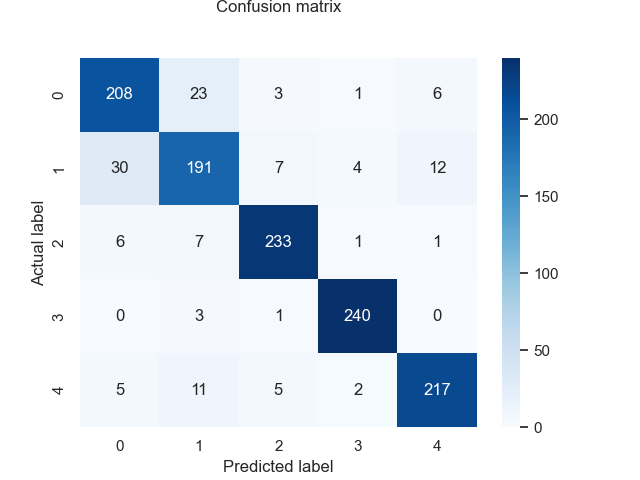 Confusion matrix
0 208 23 3 1 6
1 30 191 7 4 12
2 6 7 233 1 1
3 0 3 1 240 0
4 5 11 5 2 217
0 1 2 3 4
Actual label
Predicted label
200
150
100
50
0